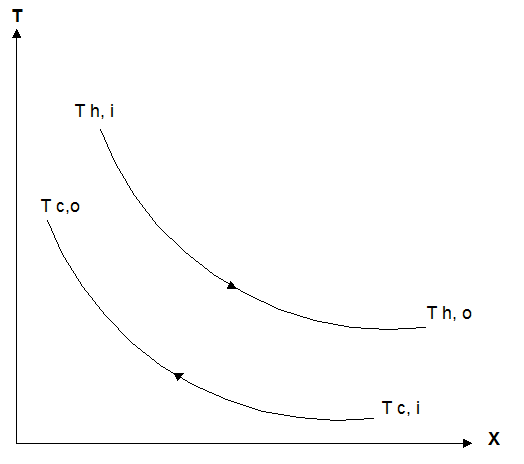 T
T h, i
T c,o
T h, o
T c, i
X